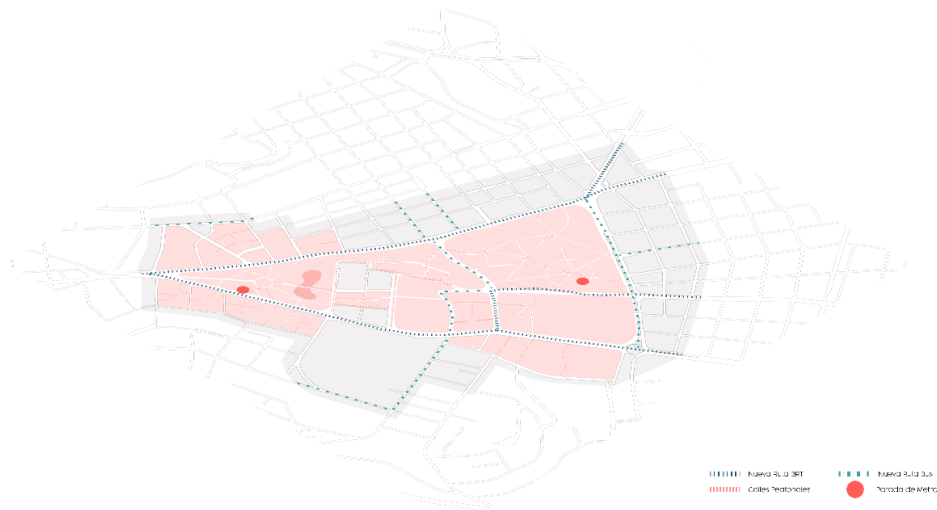 Nueva Ruta BRT
Nueva Ruta Bus
Calles Peatonales
Parada de Metro